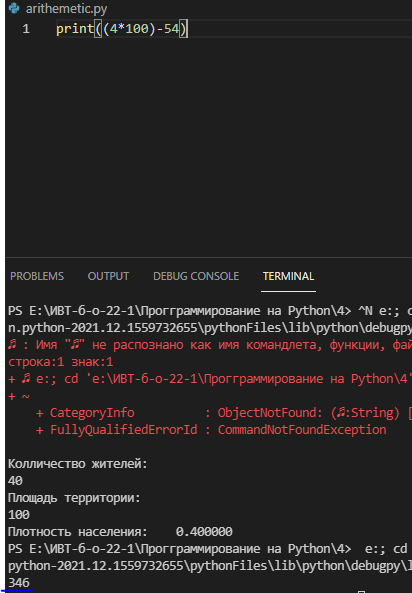 arithemetic.py
1 print((4*100)-54)
PROBLEMS OUTPUT DEBUG CONSOLE TERMINAL
PS E:\ИВТ-б-о-22-1\Прогграммирование на Python\4> ^N e:; c
n.python-2021.12.1559732655\pythonFiles\lib\python\debugpy
♬ : Имя "♬" не распознано как имя командлета, функции, фай
строка:1 знак:1
+ ♬ e:; cd 'e:\ИВТ-б-о-22-1\Прогграммирование на Python\4'
+ ~
+ CategoryInfo : ObjectNotFound: (♬:String) [
+ FullyQualifiedErrorId : CommandNotFoundException
Колличество жителей:
40
Площадь территории:
100
Плотность населения: 0.400000
PS E:\ИВТ-б-о-22-1\Прогграммирование на Python\4> e:; cd
python-2021.12.1559732655\pythonFiles\lib\python\debugpy\l
346